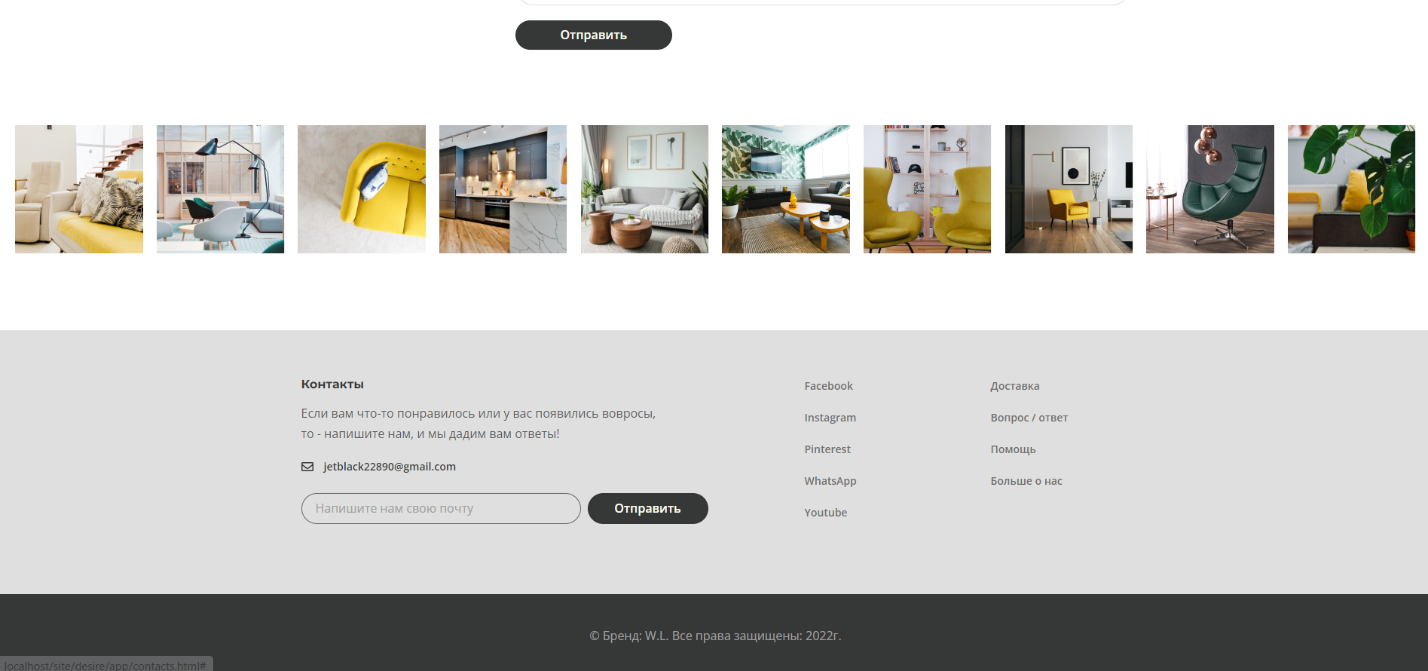 Отправить
Контакты
Если вам что-то понравилось или у вас появились вовросы,
то - напишите нам, и мы дадим вам ответы!
jetblack22890@gmail.com
Напишите нам свою почту
Отправить
Facebook
Instagram
Pinterest
WhatsApp
Youtube
Доставка
Вопрос / ответ
Помощь
Больше о нас
© Бренд: W.L. Все права защищены: 2022г.
localhost/site/desire/app/contacts.html#